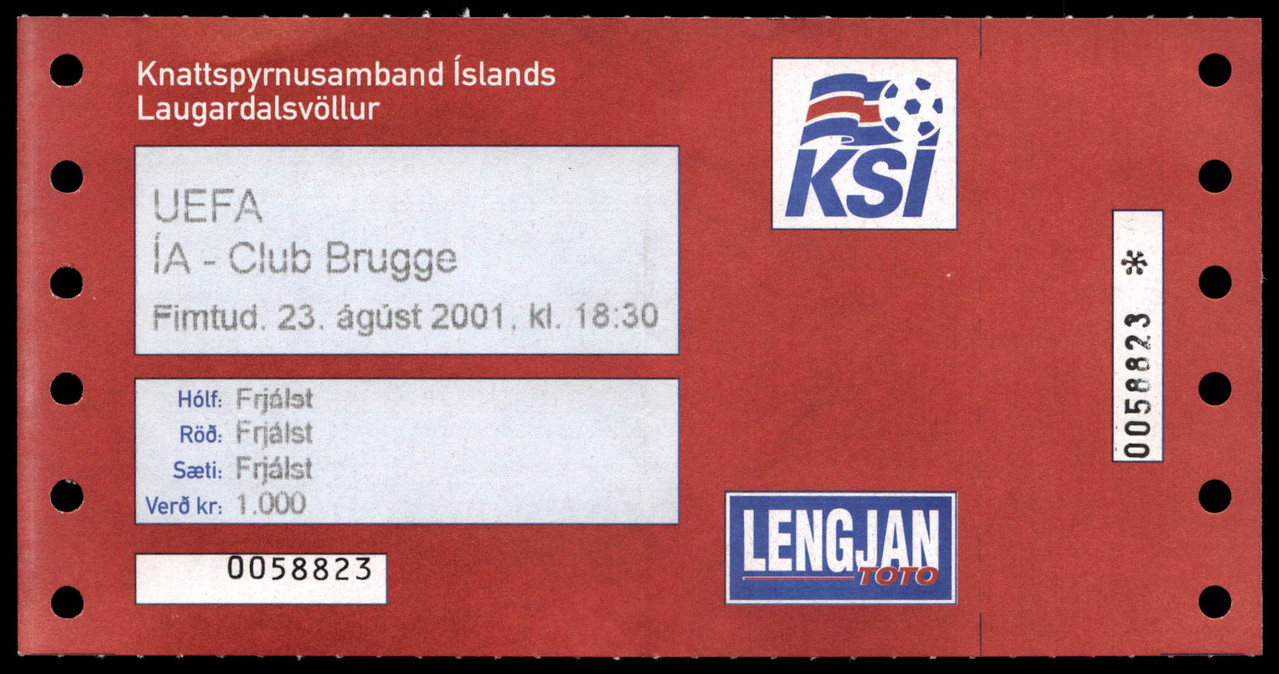 Knattspyrnusamband Íslands
Laugardalsvöllur
KSÍ
UEFA
ÍA - Club Brugge
Fimtud. 23. ágúst 2001, kl. 18:30
Hólf: Frjálst
Röð: Frjálst
Sæti: Frjálst
Verð kr: 1.000
0058823
LENGJAN
TOTO
0058823 *